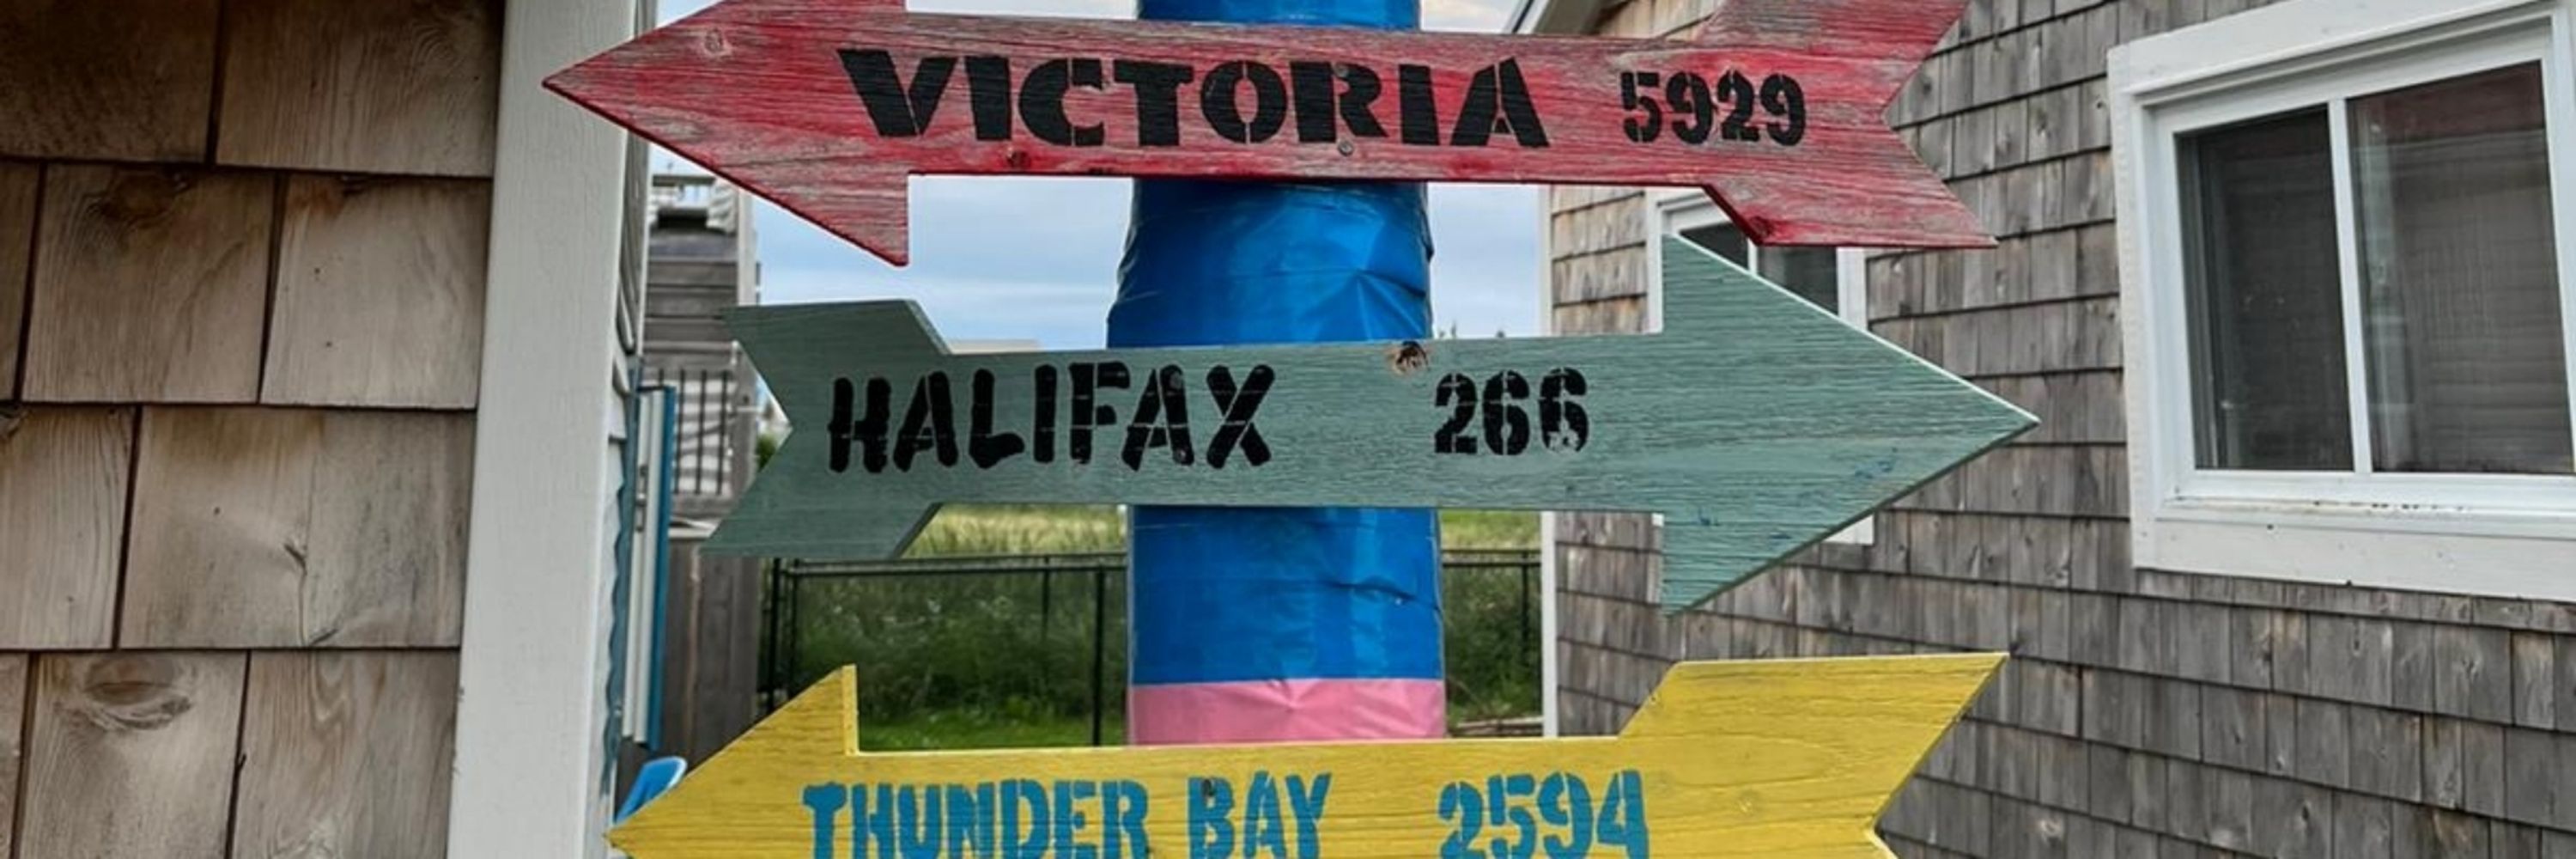 VICTORIA 5929
HALIFAX 266
THUNDER BAY 2594